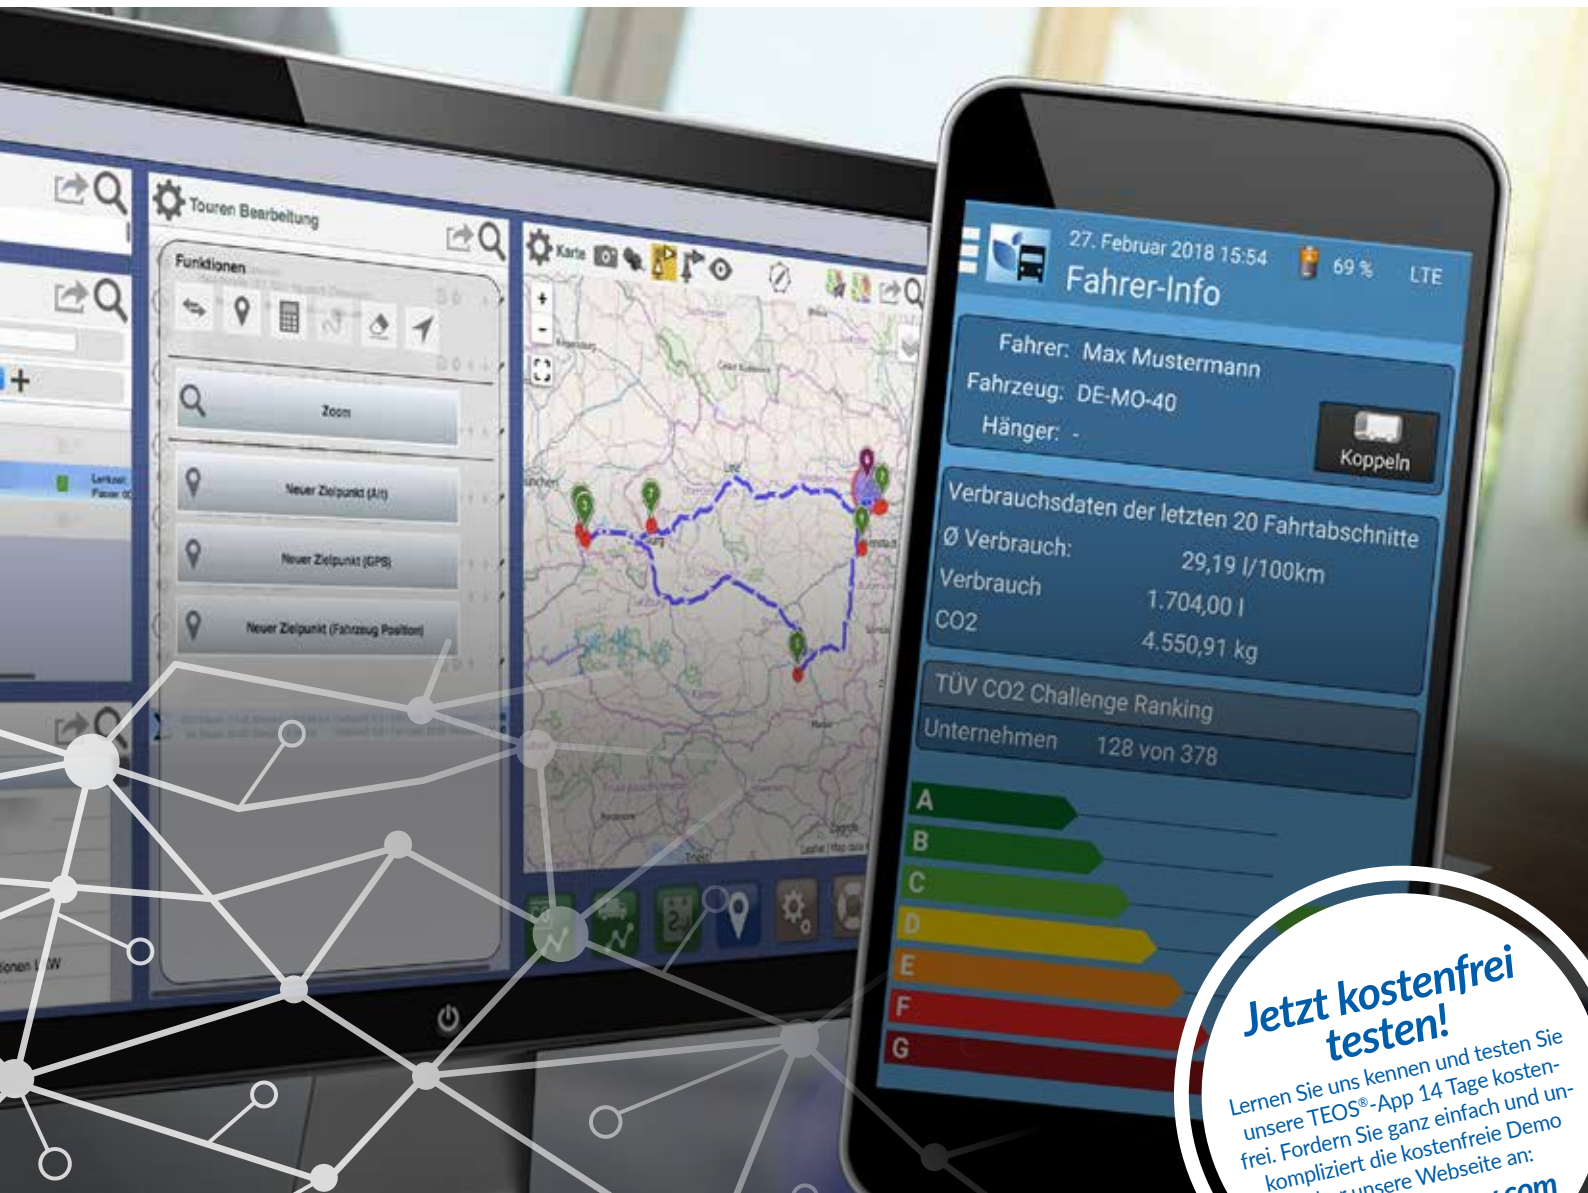 Touren Bearbeitung
Funktionen
Zoom
Neuer Zielpunkt (Alt)
Neuer Zielpunkt (GPS)
Neuer Zielpunkt (Fahrzeug Position)
Karte
+
-
Linz
27. Februar 2018 15:54 69 % LTE
Fahrer-Info
Fahrer: Max Mustermann
Fahrzeug: DE-MO-40
Hänger: -
Koppeln
Verbrauchsdaten der letzten 20 Fahrtabschnitte
Ø Verbrauch: 29,19 l/100km
Verbrauch 1.704,00 l
CO2 4.550,91 kg
TÜV CO2 Challenge Ranking
Unternehmen 128 von 378
A
B
C
D
E
F
G
Jetzt kostenfrei
testen!
Lernen Sie uns kennen und testen Sie
unsere TEOS®-App 14 Tage kosten-
frei. Fordern Sie ganz einfach und un-
kompliziert die kostenfreie Demo
unsere Webseite an:
.com